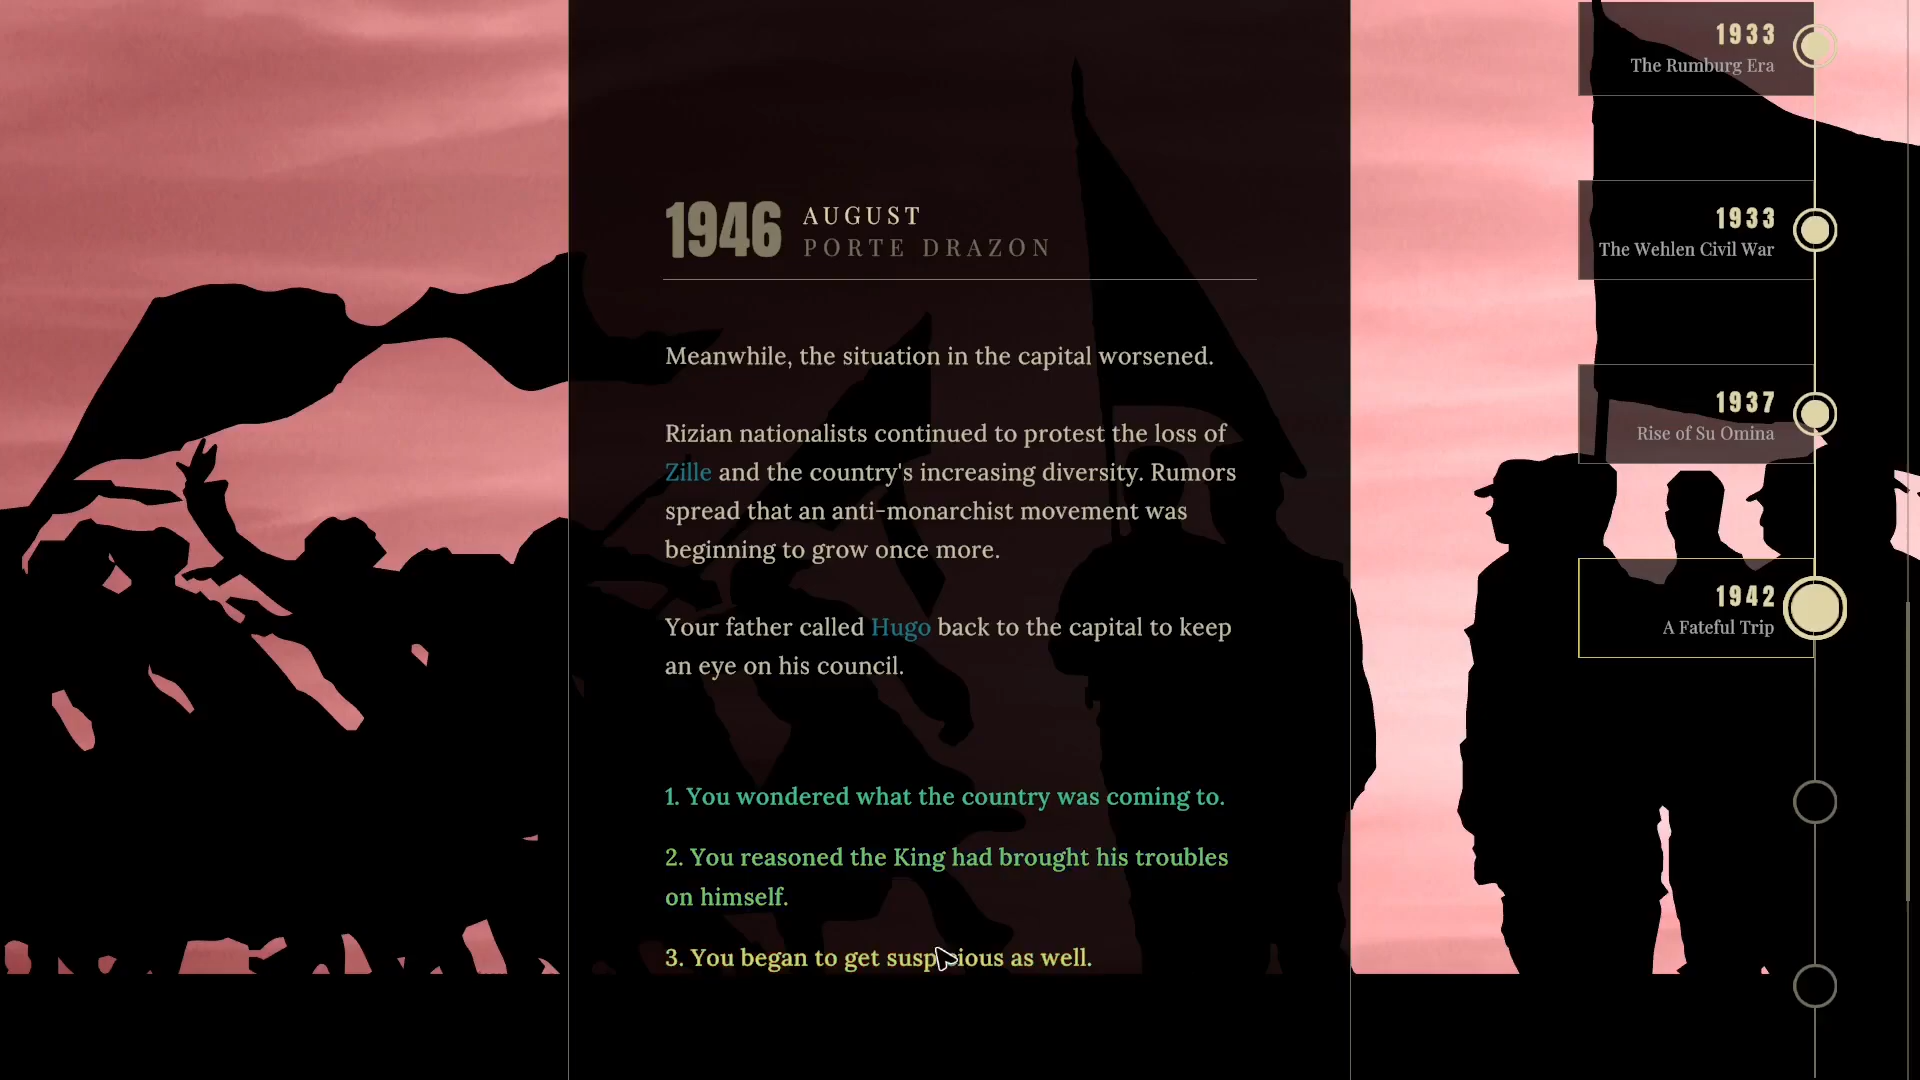 1946
AUGUST
PORTE DRAZON
Meanwhile, the situation in the capital worsened.
Rizian nationalists continued to protest the loss of
Zille and the country's increasing diversity. Rumors
spread that an anti-monarchist movement was
beginning to grow once more.
Your father called Hugo back to the capital to keep
an eye on his council.
1. You wondered what the country was coming to.
2. You reasoned the King had brought his troubles
on himself.
3. You began to get suspicious as well.
1933
The Rumburg Era
1933
The Wehlen Civil War
1937
Rise of Su Omina
1942
A Fateful Trip